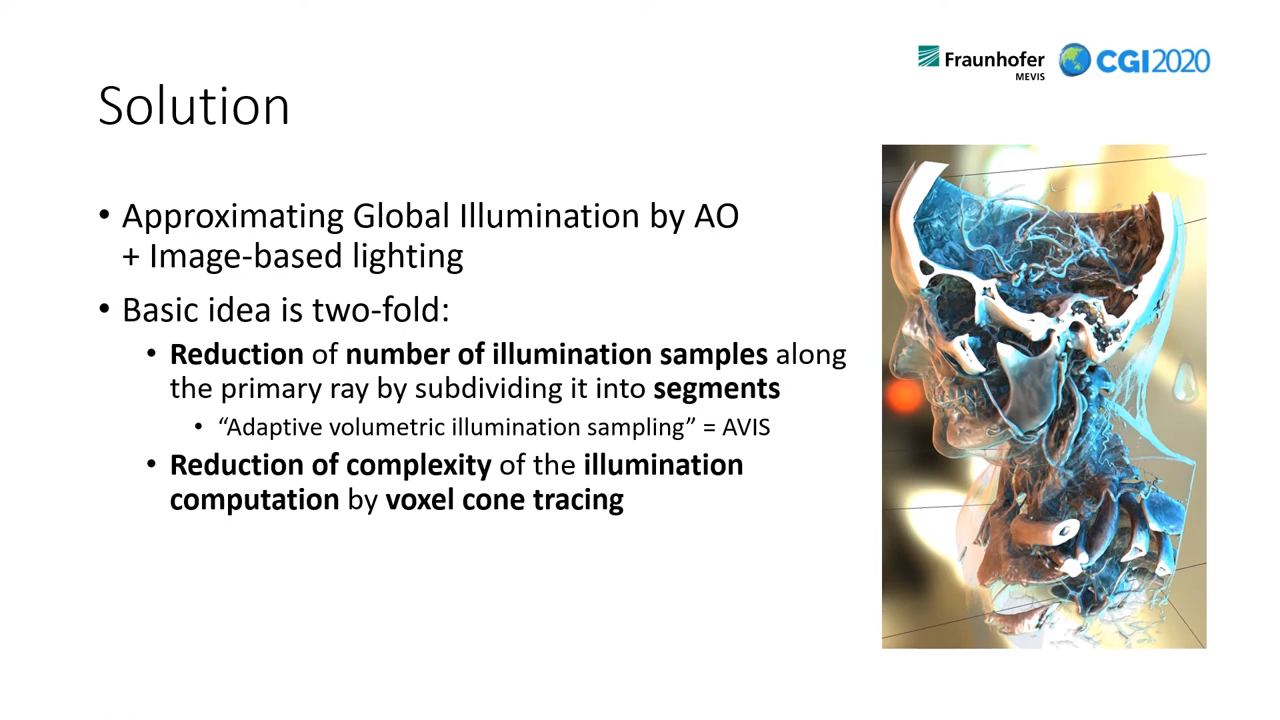 Fraunhofer
MEVIS
CGI2020
Solution
• Approximating Global Illumination by AO
+ Image-based lighting
• Basic idea is two-fold:
• Reduction of number of illumination samples along
the primary ray by subdividing it into segments
• “Adaptive volumetric illumination sampling” = AVIS
• Reduction of complexity of the illumination
computation by voxel cone tracing